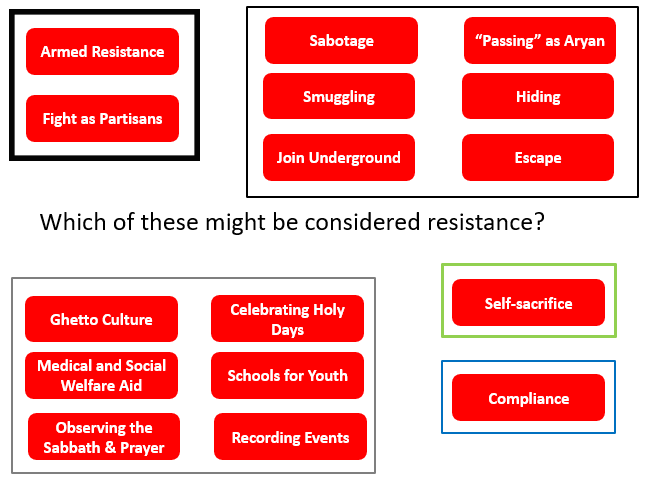 Armed Resistance
Fight as Partisans
Sabotage
“Passing” as Aryan
Smuggling
Hiding
Join Underground
Escape
Which of these might be considered resistance?
Ghetto Culture
Celebrating Holy
Days
Medical and Social
Welfare Aid
Schools for Youth
Observing the
Sabbath & Prayer
Recording Events
Self-sacrifice
Compliance